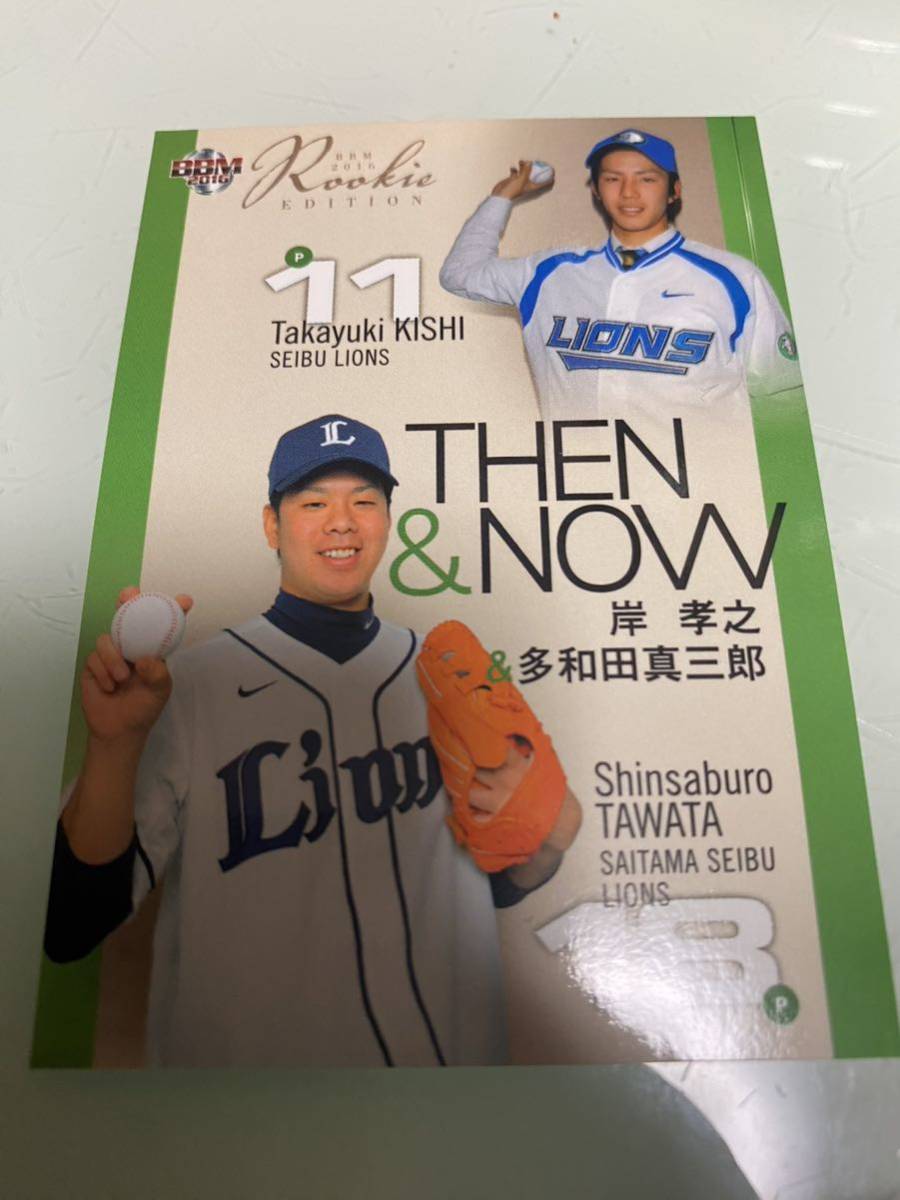 BBM
2016
BBM
2016
Rookie
EDITION
P
11
Takayuki KISHI
SEIBU LIONS
LIONS
L
THEN
&NOW
岸 孝之
&多和田真三郎
Lions
Shinsaburo
TAWATA
SAITAMA SEIBU
LIONS
18
P